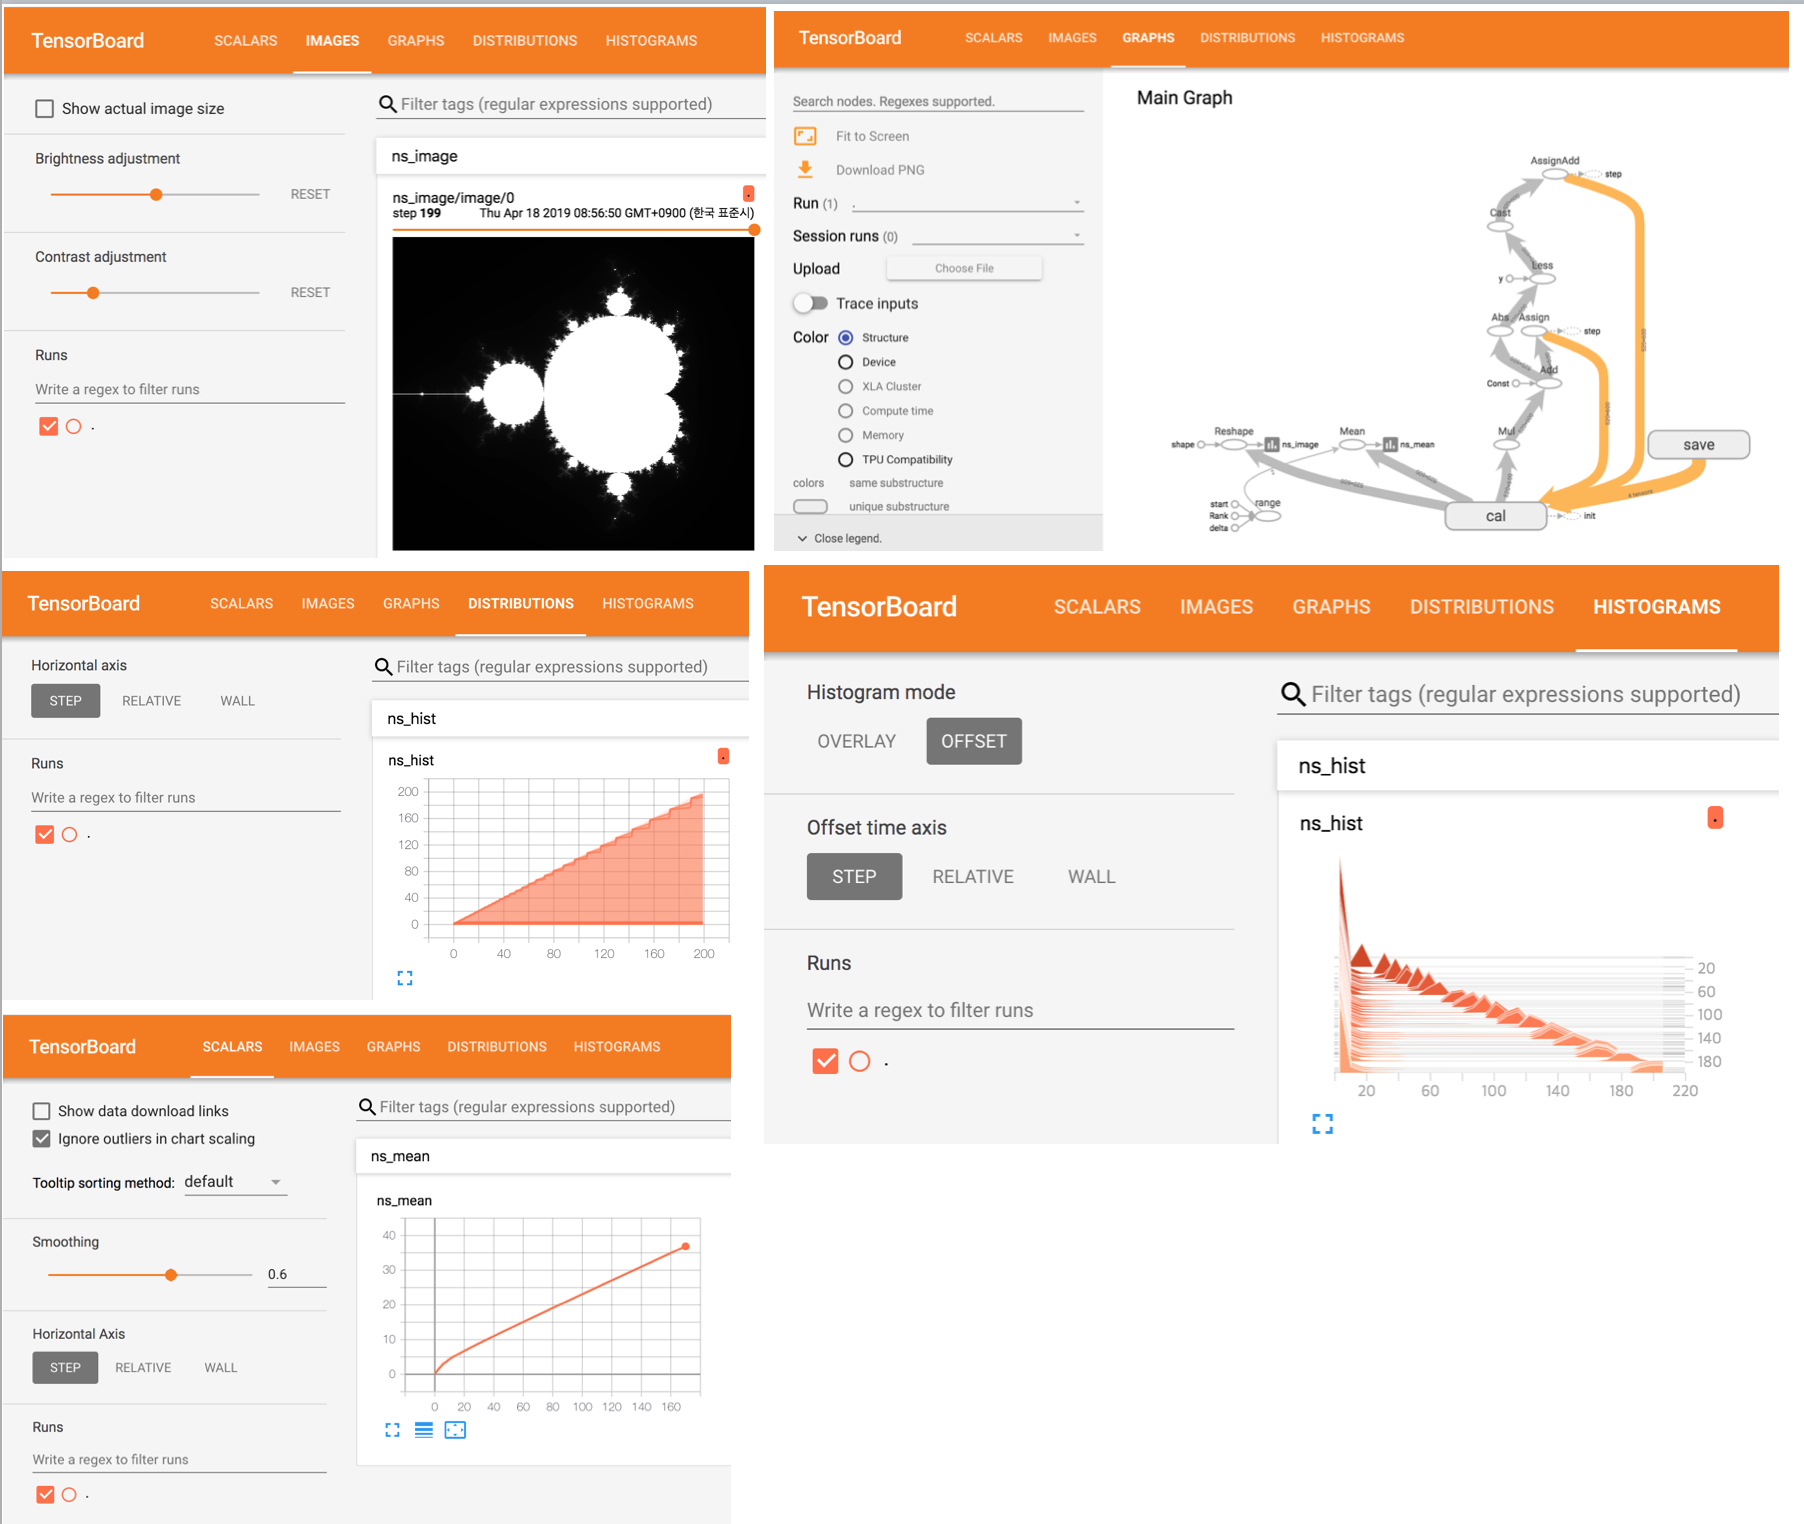 TensorBoard SCALARS IMAGES GRAPHS DISTRIBUTIONS HISTOGRAMS
Show actual image size
Brightness adjustment
RESET
Contrast adjustment
RESET
Runs
Write a regex to filter runs
.
Filter tags (regular expressions supported)
ns_image
ns_image/image/0
step 199 Thu Apr 18 2019 08:56:50 GMT+0900 (한국 표준시)
TensorBoard SCALARS IMAGES GRAPHS DISTRIBUTIONS HISTOGRAMS
Search nodes. Regexes supported.
Fit to Screen
Download PNG
Run (1) .
Session runs (0)
Upload Choose File
Trace inputs
Color Structure
Device
XLA Cluster
Compute time
Memory
TPU Compatibility
colors same substructure
unique substructure
Close legend.
Main Graph
AssignAdd
step
Cast
Less
y
Abs Assign
step
Add
Const
Mul
Reshape
shape
ns_image
Mean
ns_mean
save
4 tensors
range
start
Rank
delta
cal
init
TensorBoard SCALARS IMAGES GRAPHS DISTRIBUTIONS HISTOGRAMS
Horizontal axis
STEP RELATIVE WALL
Runs
Write a regex to filter runs
.
Filter tags (regular expressions supported)
ns_hist
ns_hist
200
160
120
80
40
0
0 40 80 120 160 200
TensorBoard SCALARS IMAGES GRAPHS DISTRIBUTIONS HISTOGRAMS
Histogram mode
OVERLAY OFFSET
Offset time axis
STEP RELATIVE WALL
Runs
Write a regex to filter runs
.
Filter tags (regular expressions supported)
ns_hist
ns_hist
20
60
100
140
180
20 60 100 140 180 220
TensorBoard SCALARS IMAGES GRAPHS DISTRIBUTIONS HISTOGRAMS
Show data download links
Ignore outliers in chart scaling
Tooltip sorting method: default
Smoothing
0.6
Horizontal Axis
STEP RELATIVE WALL
Runs
Write a regex to filter runs
.
Filter tags (regular expressions supported)
ns_mean
ns_mean
40
30
20
10
0
0 20 40 60 80 100 120 140 160